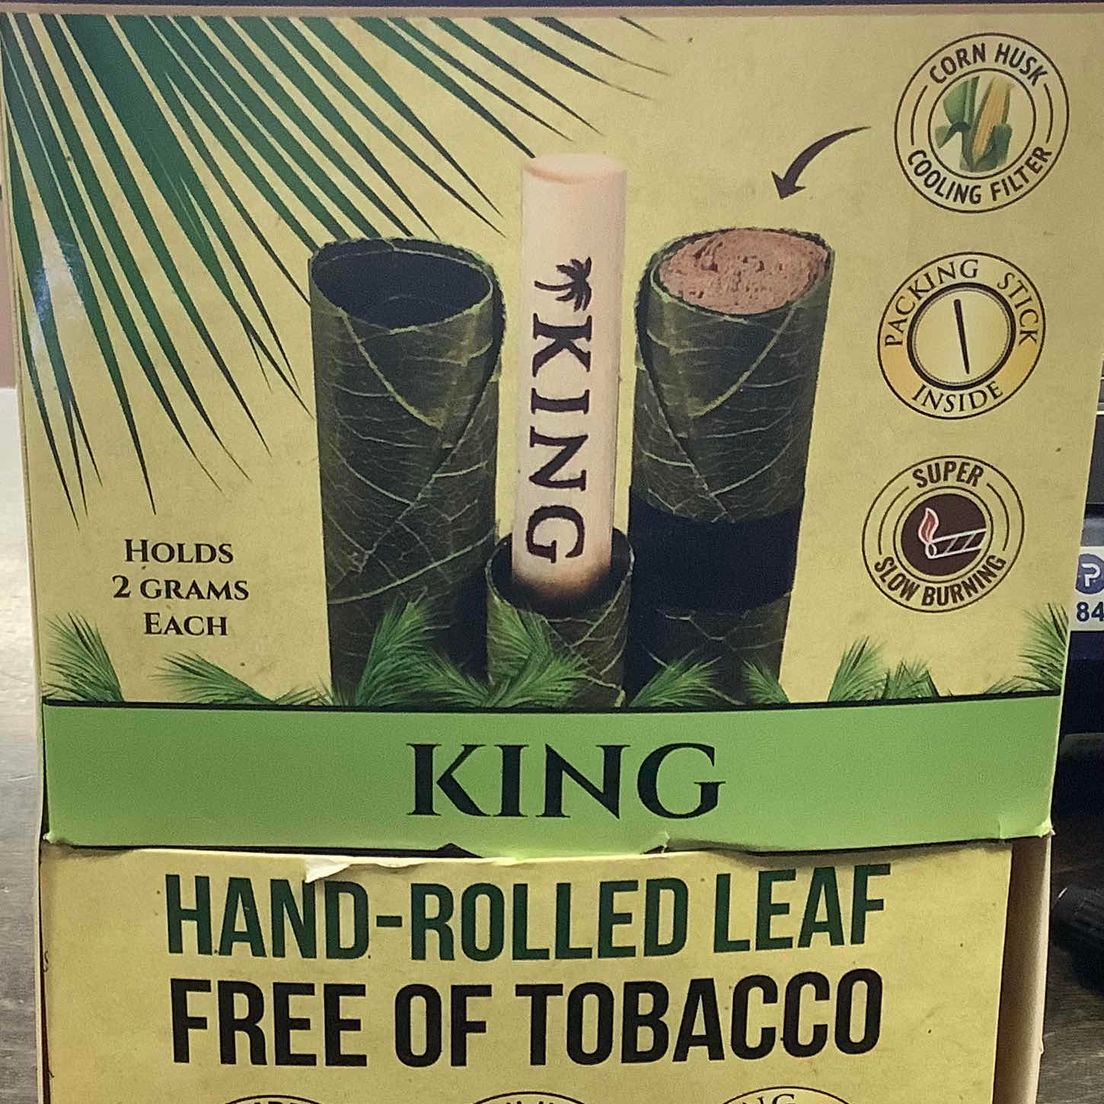 CORN HUSK
COOLING FILTER
KING
PACKING STICK
INSIDE
SUPER
SLOW BURNING
HOLDS
2 GRAMS
EACH
84
KING
HAND-ROLLED LEAF
FREE OF TOBACCO